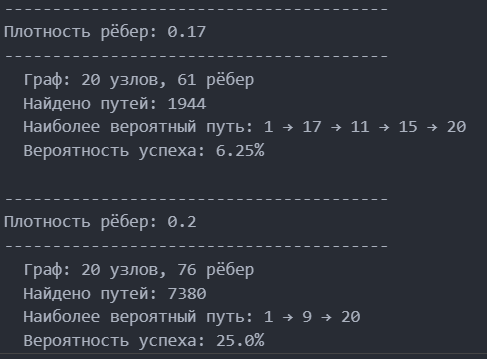 ----------------------------------------
Плотность рёбер: 0.17
----------------------------------------
Граф: 20 узлов, 61 рёбер
Найдено путей: 1944
Наиболее вероятный путь: 1 → 17 → 11 → 15 → 20
Вероятность успеха: 6.25%
----------------------------------------
Плотность рёбер: 0.2
----------------------------------------
Граф: 20 узлов, 76 рёбер
Найдено путей: 7380
Наиболее вероятный путь: 1 → 9 → 20
Вероятность успеха: 25.0%